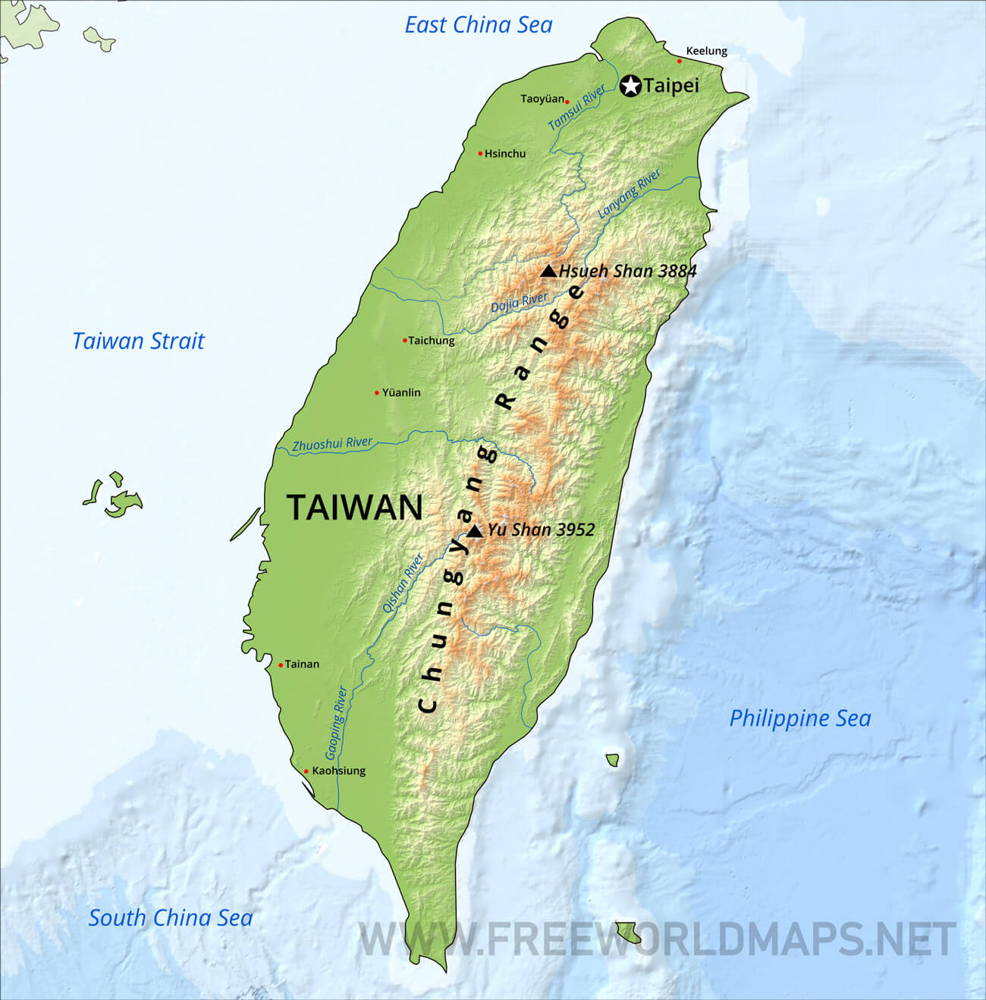 East China Sea
Keelung
Taipei
Taoyüan
Tamsui River
Hsinchu
Lanyang River
Hsueh Shan 3884
Dajia River
Taiwan Strait
Taichung
Yüanlin
Chungyang Range
Zhuoshui River
TAIWAN
Yu Shan 3952
Qishan River
Tainan
Gaoping River
Philippine Sea
Kaohsiung
South China Sea
WWW.FREEWORLDMAPS.NET